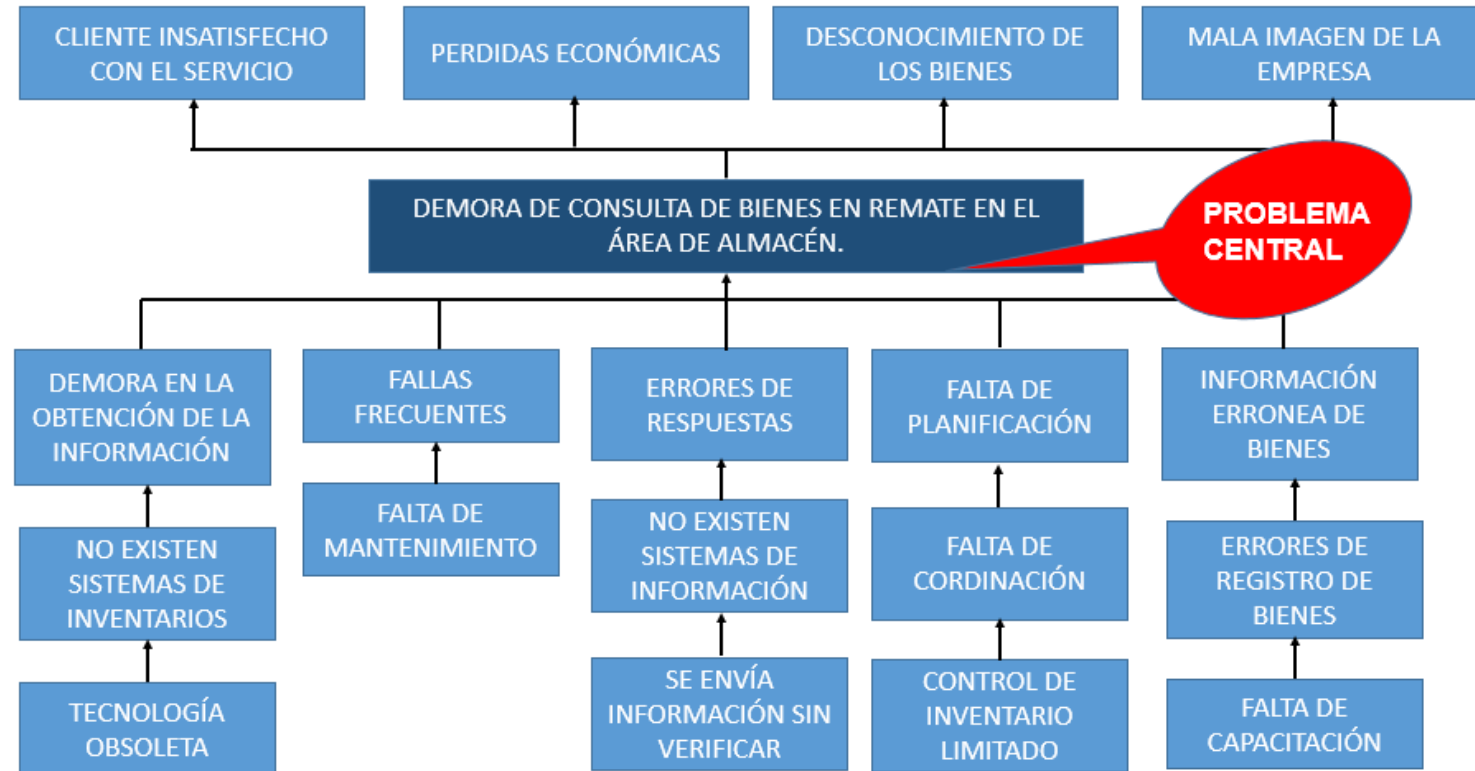 CLIENTE INSATISFECHO
CON EL SERVICIO
PERDIDAS ECONÓMICAS
DESCONOCIMIENTO DE
LOS BIENES
MALA IMAGEN DE LA
EMPRESA
DEMORA DE CONSULTA DE BIENES EN REMATE EN EL
ÁREA DE ALMACÉN.
PROBLEMA
CENTRAL
DEMORA EN LA
OBTENCIÓN DE LA
INFORMACIÓN
FALLAS
FRECUENTES
ERRORES DE
RESPUESTAS
FALTA DE
PLANIFICACIÓN
INFORMACIÓN
ERRONEA DE
BIENES
NO EXISTEN
SISTEMAS DE
INVENTARIOS
FALTA DE
MANTENIMIENTO
NO EXISTEN
SISTEMAS DE
INFORMACIÓN
FALTA DE
CORDINACIÓN
ERRORES DE
REGISTRO DE
BIENES
TECNOLOGÍA
OBSOLETA
SE ENVÍA
INFORMACIÓN SIN
VERIFICAR
CONTROL DE
INVENTARIO
LIMITADO
FALTA DE
CAPACITACIÓN